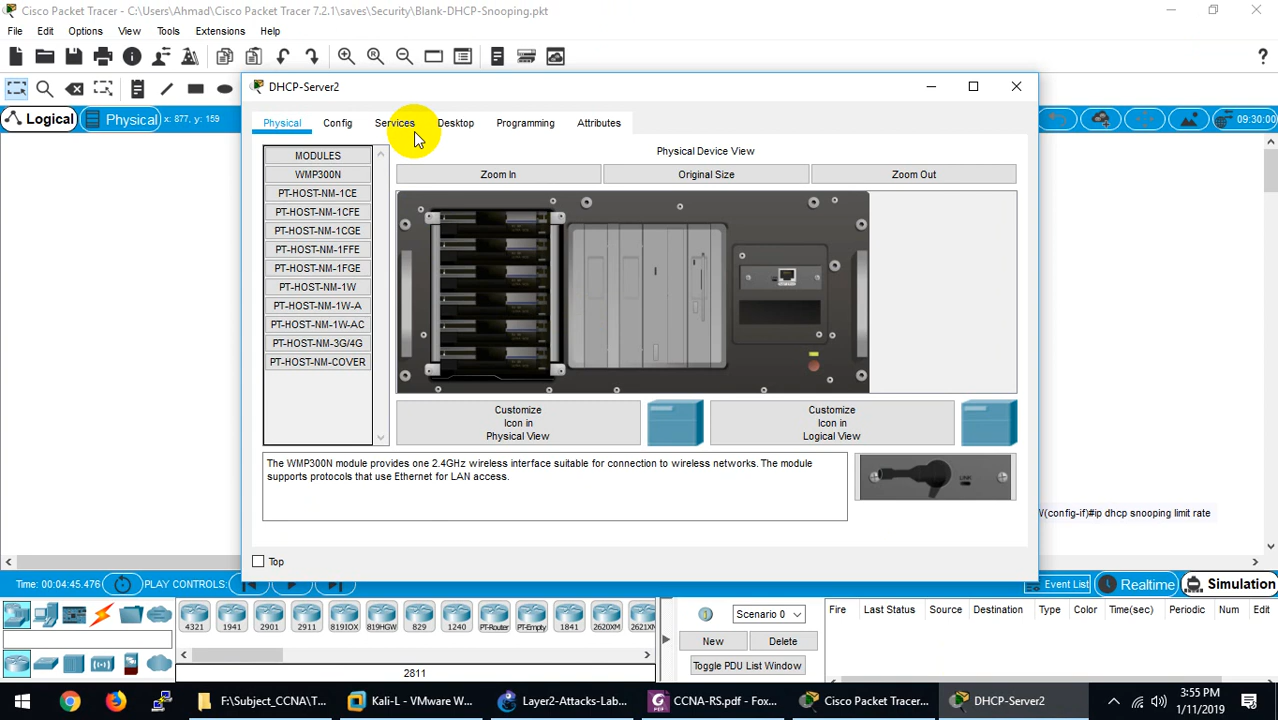 Cisco Packet Tracer - C:\Users\Ahmad\Cisco Packet Tracer 7.2.1\saves\Security\Blank-DHCP-Snooping.pkt
File Edit Options View Tools Extensions Help
Logical Physical x: 877, y: 159 09:30:00
DHCP-Server2
Physical Config Services Desktop Programming Attributes
MODULES
WMP300N
PT-HOST-NM-1CE
PT-HOST-NM-1CFE
PT-HOST-NM-1CGE
PT-HOST-NM-1FFE
PT-HOST-NM-1FGE
PT-HOST-NM-1W
PT-HOST-NM-1W-A
PT-HOST-NM-1W-AC
PT-HOST-NM-3G/4G
PT-HOST-NM-COVER
Physical Device View
Zoom In Original Size Zoom Out
Customize
Icon in
Physical View
Customize
Icon in
Logical View
The WMP300N module provides one 2.4GHz wireless interface suitable for connection to wireless networks. The module
supports protocols that use Ethernet for LAN access.
LINK
Top
(config-if)#ip dhcp snooping limit rate
Time: 00:04:45.476 PLAY CONTROLS: Event List Realtime Simulation
4321 1941 2901 2911 819IOX 819HGW 829 1240 PT-Router PT-Empty 1841 2620XM 2621XM
2811
Scenario 0
New Delete
Toggle PDU List Window
Fire Last Status Source Destination Type Color Time(sec) Periodic Num Edit
F:\Subject_CCNA\T... Kali-L - VMware W... Layer2-Attacks-Lab... CCNA-RS.pdf - Fox... Cisco Packet Tracer... DHCP-Server2
3:55 PM
1/11/2019